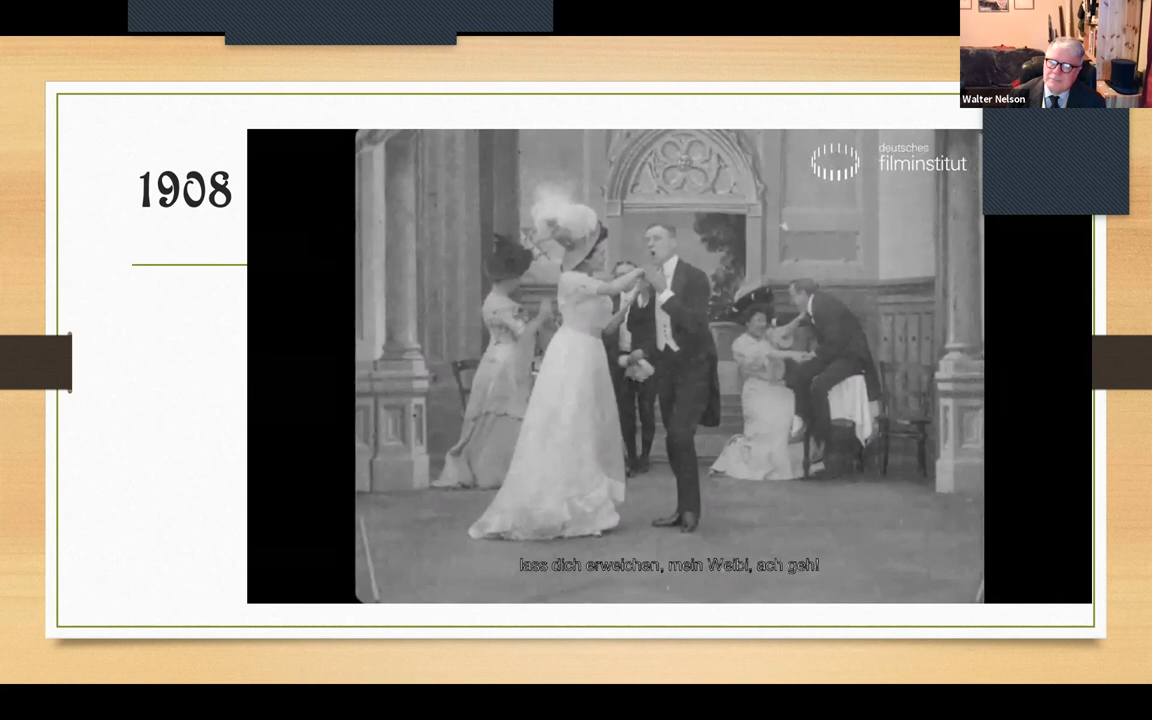 Walter Nelson
1908
deutsches
filminstitut
lass dich erweichen, mein Weibi, ach geh!